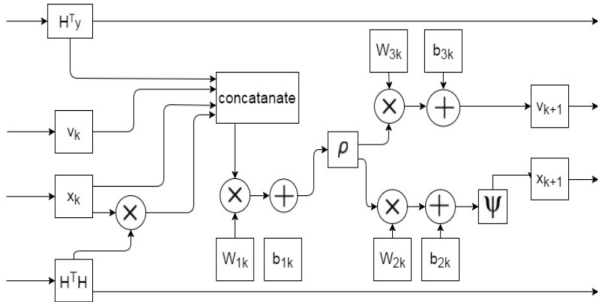 HᵀY
W₃ₖ
b₃ₖ
concatanate
vₖ
vₖ₊₁
ρ
xₖ
xₖ₊₁
Ψ
W₁ₖ
b₁ₖ
W₂ₖ
b₂ₖ
HᵀH